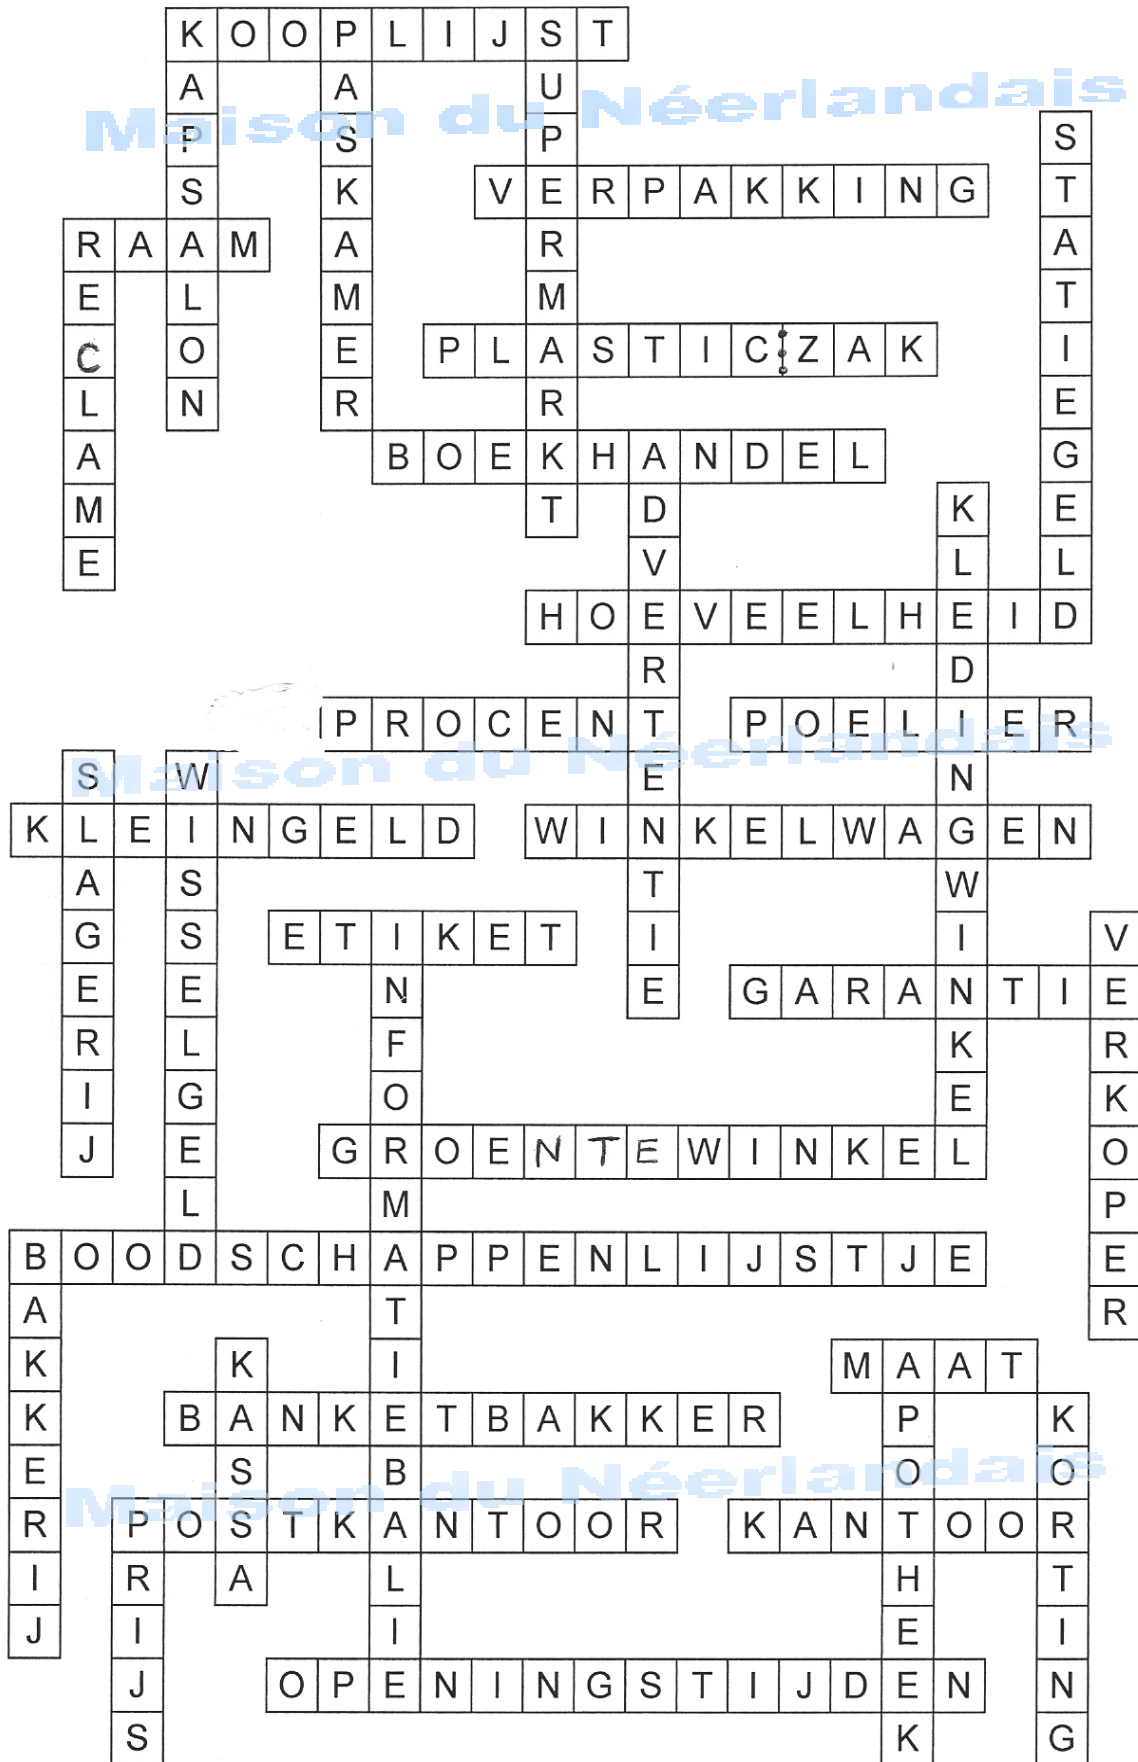 KOOPLIJST
KAPSALON
PASKAMER
SUPERMARKT
Maison du Néerlandais
STATIEGELD
VERPAKKING
RAAM
RECLAME
PLASTICZAK
BOEKHANDEL
ADVERTENTIE
KLEDINGWINKEL
HOEVEELHEID
PROCENT
POELIER
Maison du Néerlandais
SLAGERIJ
WISSELGELD
KLEINGELD
WINKELWAGEN
ETIKET
INFORMATIEBALIE
VERKOPER
GARANTIE
GROENTEWINKEL
BOODSCHAPPENLIJSTJE
BAKKERIJ
KASSA
MAAT
APOTHEEK
BANKETBAKKER
KORTING
Maison du Néerlandais
POSTKANTOOR
KANTOOR
PRIJS
OPENINGSTIJDEN